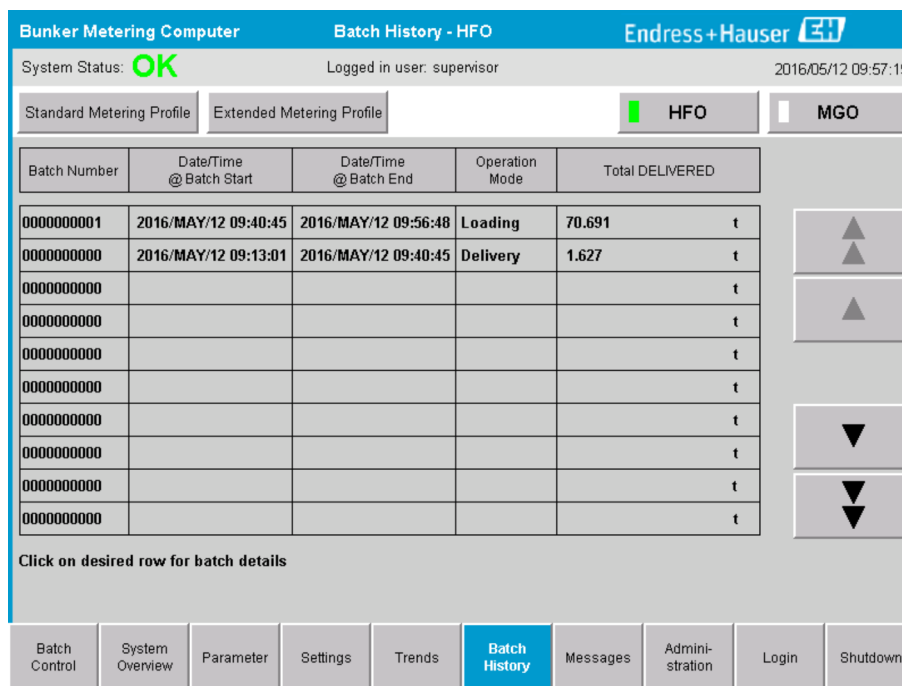 Bunker Metering Computer Batch History - HFO Endress+Hauser EH
System Status: OK Logged in user: supervisor 2016/05/12 09:57:19
Standard Metering Profile Extended Metering Profile HFO MGO
Batch Number Date/Time @ Batch Start Date/Time @ Batch End Operation Mode Total DELIVERED
0000000001 2016/MAY/12 09:40:45 2016/MAY/12 09:56:48 Loading 70.691 t
0000000000 2016/MAY/12 09:13:01 2016/MAY/12 09:40:45 Delivery 1.627 t
0000000000 t
0000000000 t
0000000000 t
0000000000 t
0000000000 t
0000000000 t
0000000000 t
0000000000 t
Click on desired row for batch details
Batch Control System Overview Parameter Settings Trends Batch History Messages Admini-stration Login Shutdown